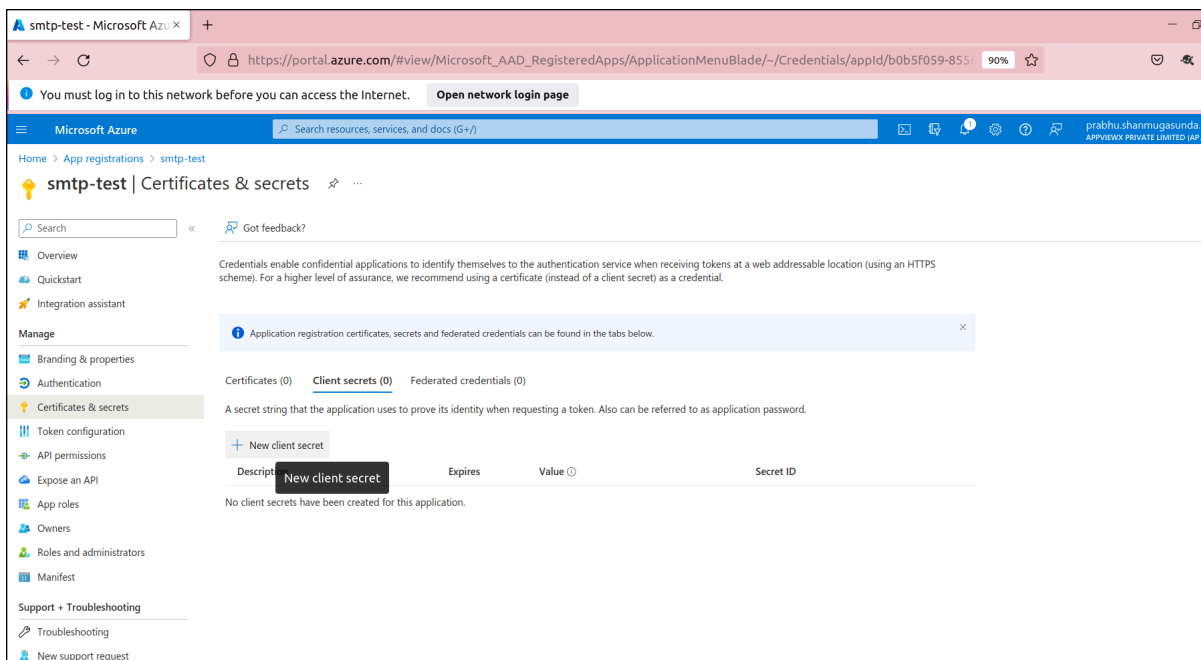 smtp-test - Microsoft Azu
https://portal.azure.com/#view/Microsoft_AAD_RegisteredApps/ApplicationMenuBlade/~/Credentials/appId/b0b5f059-855 90%
You must log in to this network before you can access the Internet. Open network login page
Microsoft Azure Search resources, services, and docs (G+/) 1 prabhu.shanmugasunda.
APPVIEWX PRIVATE LIMITED (AP.
Home > App registrations > smtp-test
smtp-test | Certificates & secrets ...
Search « Got feedback?
Overview
Quickstart
Integration assistant
Manage
Branding & properties
Authentication
Certificates & secrets
Token configuration
API permissions
Expose an API
App roles
Owners
Roles and administrators
Manifest
Support + Troubleshooting
Troubleshooting
New support request
Credentials enable confidential applications to identify themselves to the authentication service when receiving tokens at a web addressable location (using an HTTPS
scheme). For a higher level of assurance, we recommend using a certificate (instead of a client secret) as a credential.
Application registration certificates, secrets and federated credentials can be found in the tabs below.
Certificates (0) Client secrets (0) Federated credentials (0)
A secret string that the application uses to prove its identity when requesting a token. Also can be referred to as application password.
+ New client secret
Description Expires Value Secret ID
New client secret
No client secrets have been created for this application.